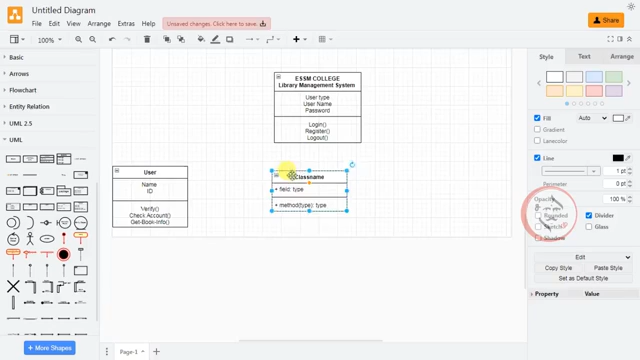 Untitled Diagram
File Edit View Arrange Extras Help
Unsaved changes. Click here to save.
Share
100%
Basic
Arrows
Flowchart
Entity Relation
UML 2.5
UML
+ More Shapes
ESSM COLLEGE
Library Management System
User type
User Name
Password
Login()
Register()
Logout()
User
Name
ID
Verify()
Check Account()
Get-Book-Info()
Classname
+ field: type
+ method(type): type
Style Text Arrange
Fill Auto
Gradient
Lanecolor
Line
1 pt
Perimeter 0 pt
Opacity 100 %
Rounded Divider
Sketch Glass
Shadow
Edit
Copy Style Paste Style
Set as Default Style
Property Value
Page-1